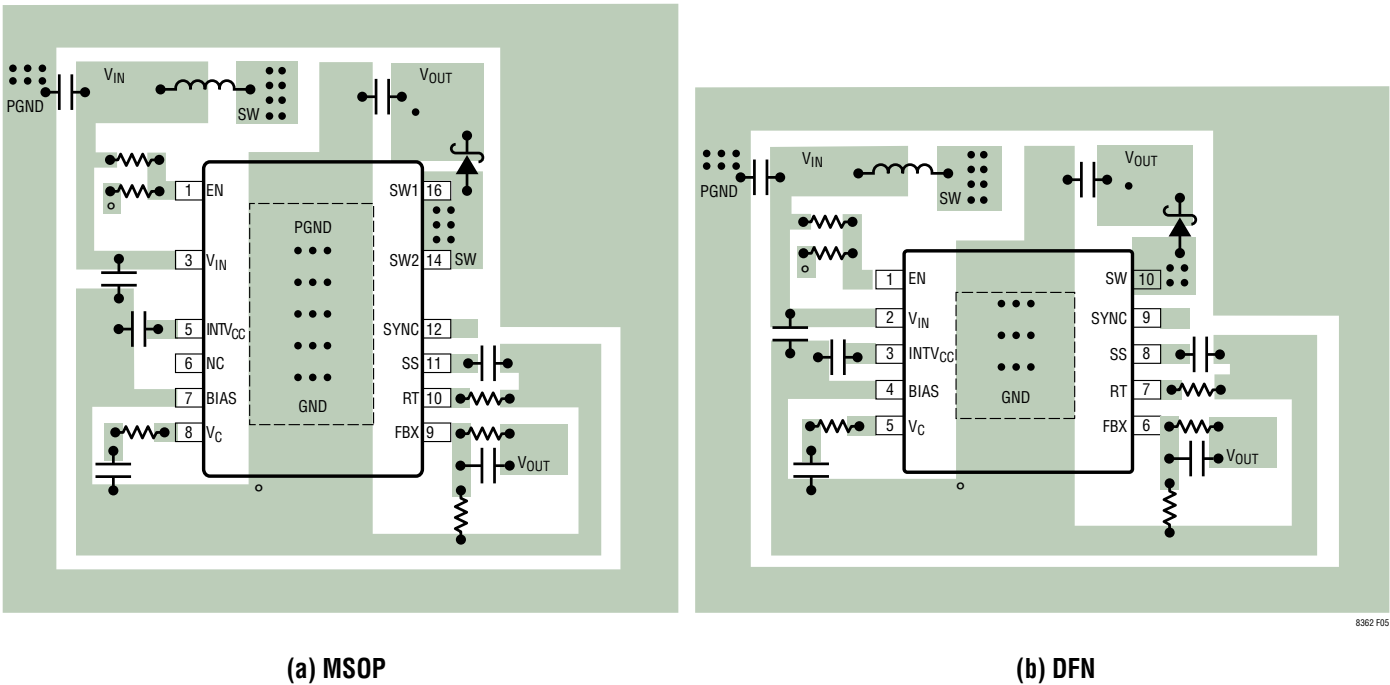 PGND
VIN
SW
VOUT
1 EN
3 VIN
5 INTVCC
6 NC
7 BIAS
8 VC
PGND
GND
SW1 16
SW2 14 SW
SYNC 12
SS 11
RT 10
FBX 9
VOUT
(a) MSOP
PGND
VIN
SW
VOUT
1 EN
2 VIN
3 INTVCC
4 BIAS
5 VC
GND
SW 10
SYNC 9
SS 8
RT 7
FBX 6
VOUT
8362 F05
(b) DFN